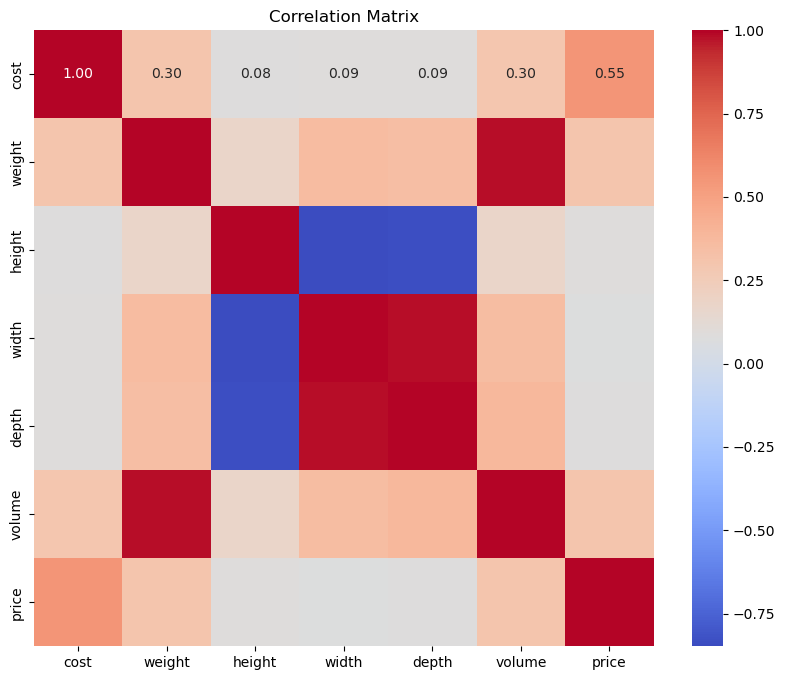 Correlation Matrix
cost 1.00 0.30 0.08 0.09 0.09 0.30 0.55
weight
height
width
depth
volume
price
cost weight height width depth volume price
1.00
0.75
0.50
0.25
0.00
−0.25
−0.50
−0.75